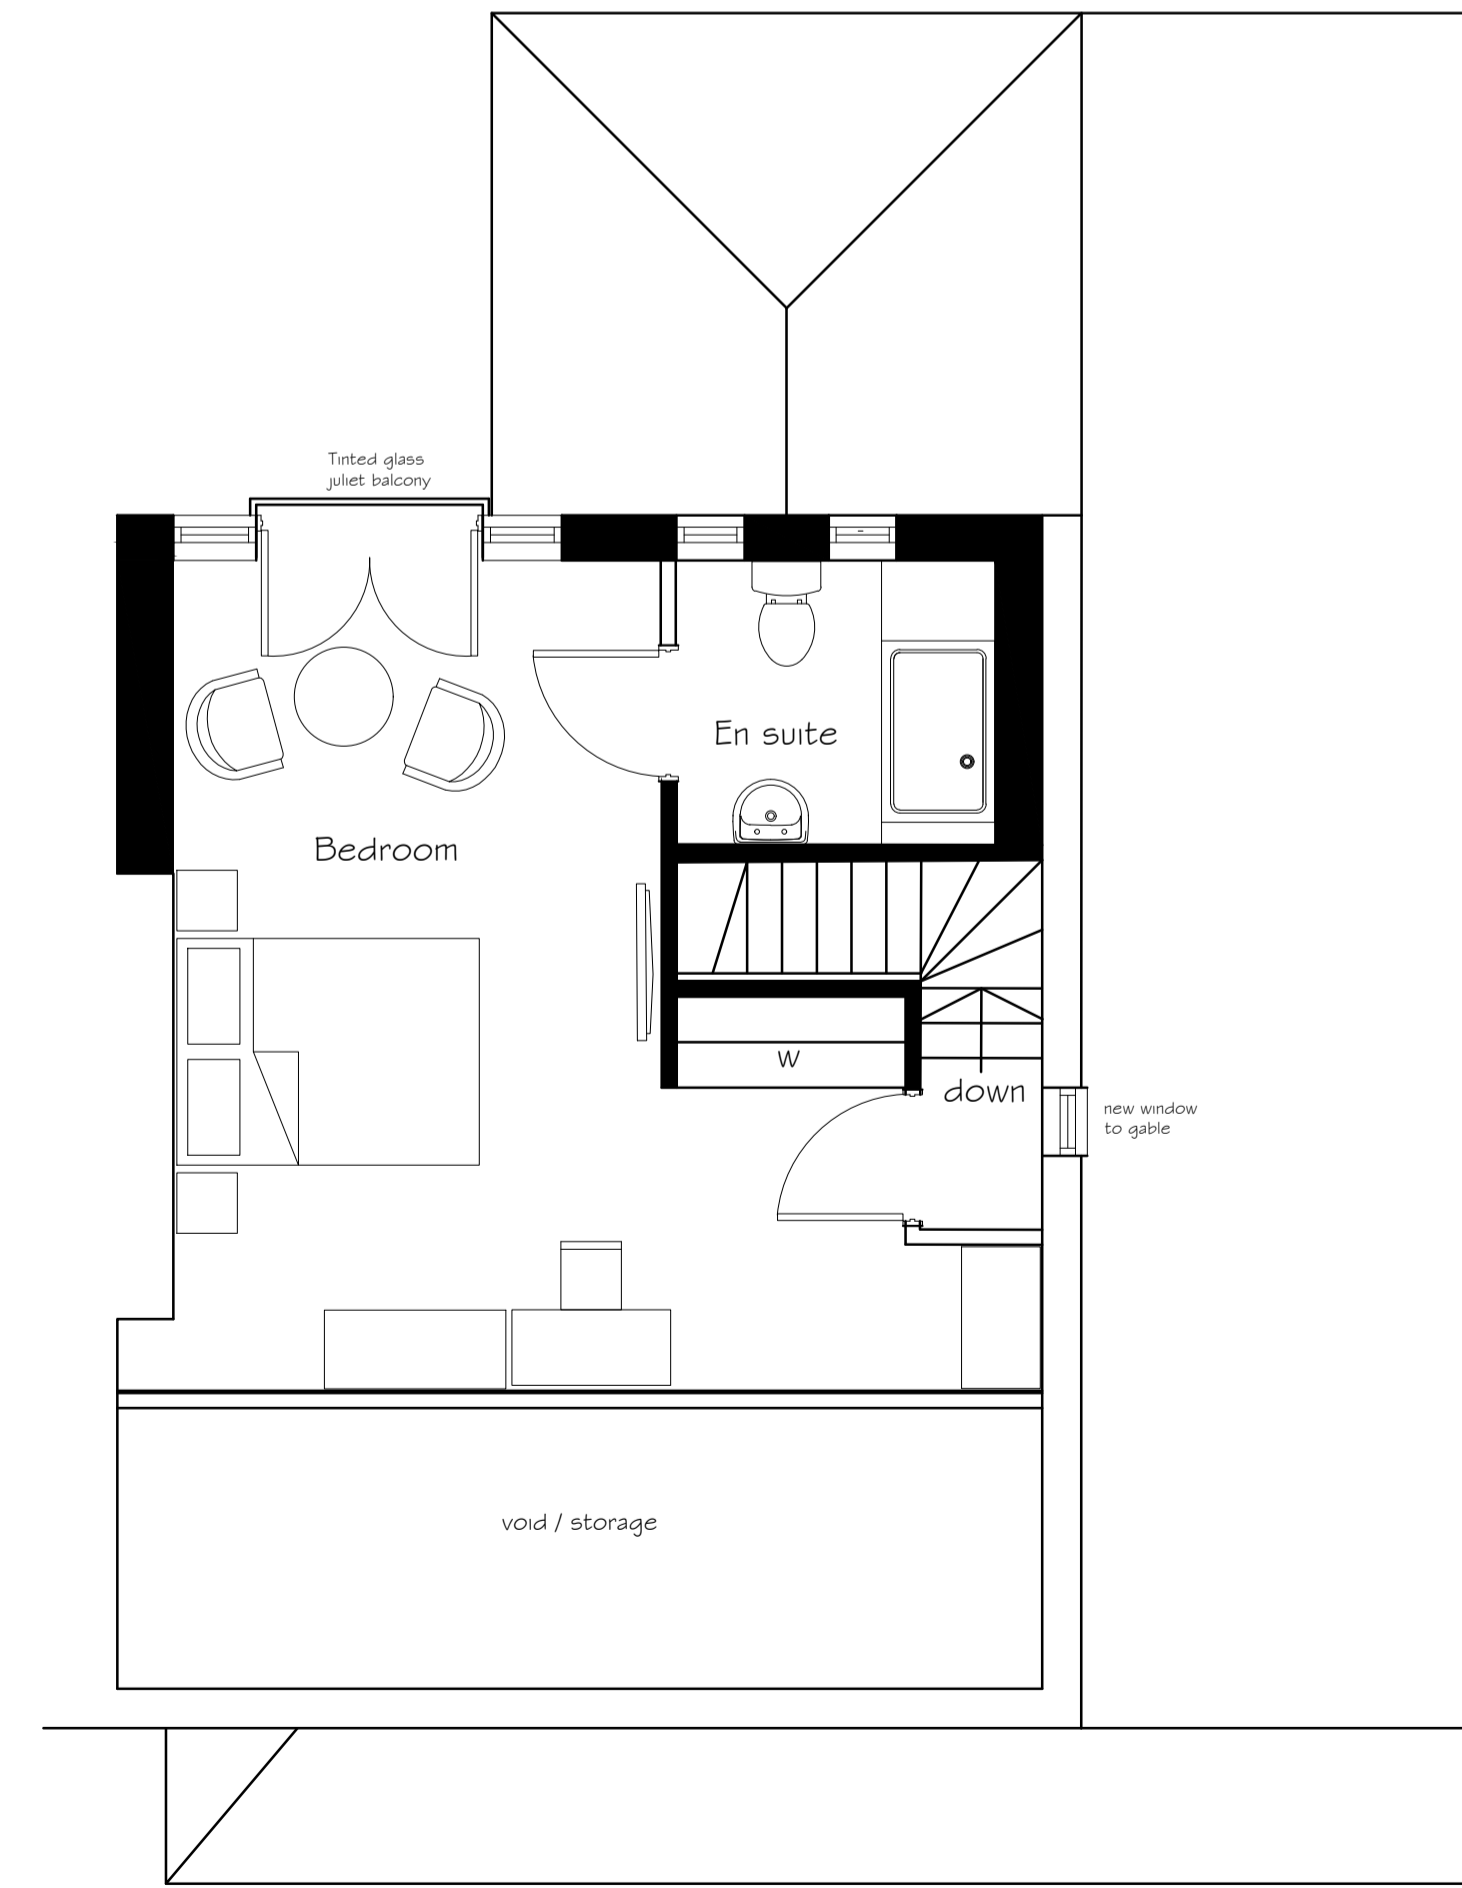 Tinted glass
juliet balcony
En suite
Bedroom
W
down
new window
to gable
void / storage